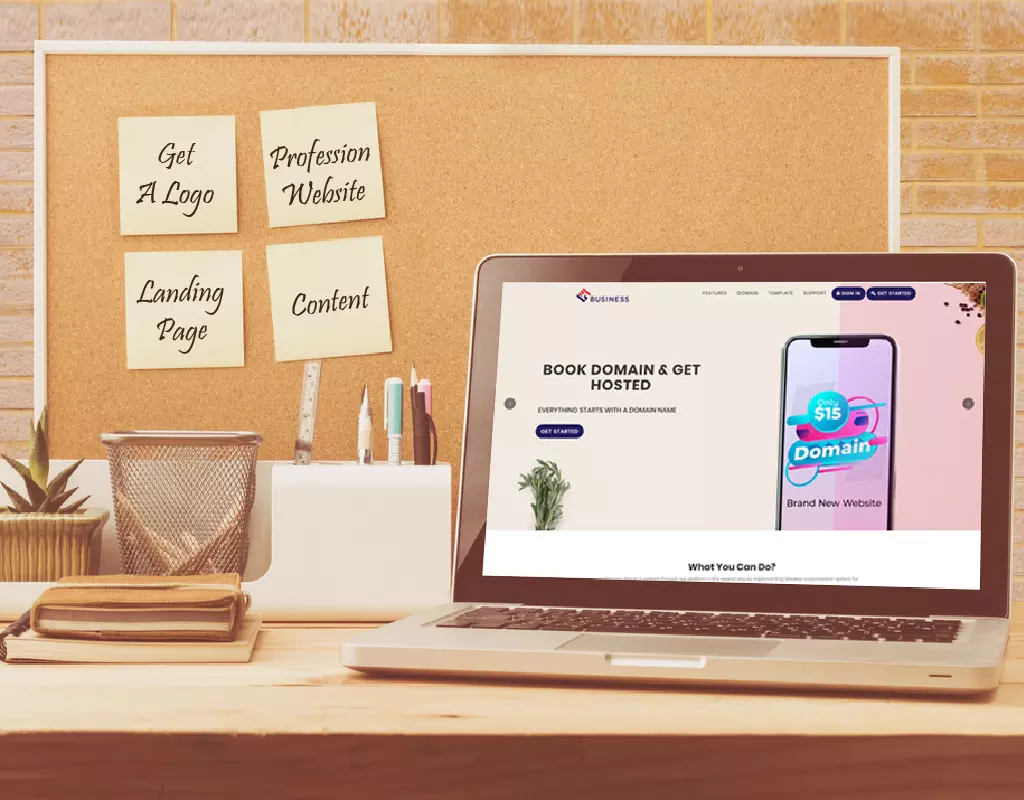 Get
A Logo
Profession
Website
Landing
Page
Content
BUSINESS
FEATURES DOMAIN TEMPLATE SUPPORT SIGN IN GET STARTED
BOOK DOMAIN & GET
HOSTED
EVERYTHING STARTS WITH A DOMAIN NAME
GET STARTED
Only
$15
Domain
Brand New Website
What You Can Do?